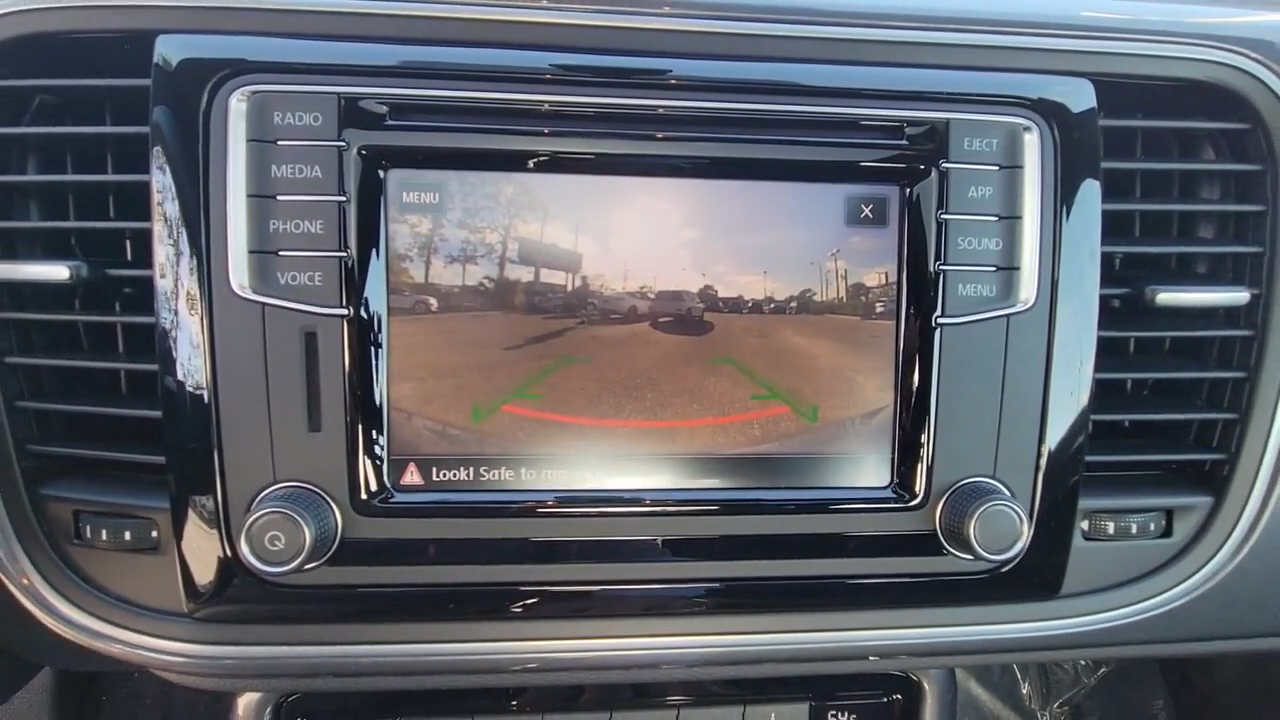 RADIO
MEDIA
PHONE
VOICE
EJECT
APP
SOUND
MENU
MENU
X
Look! Safe to